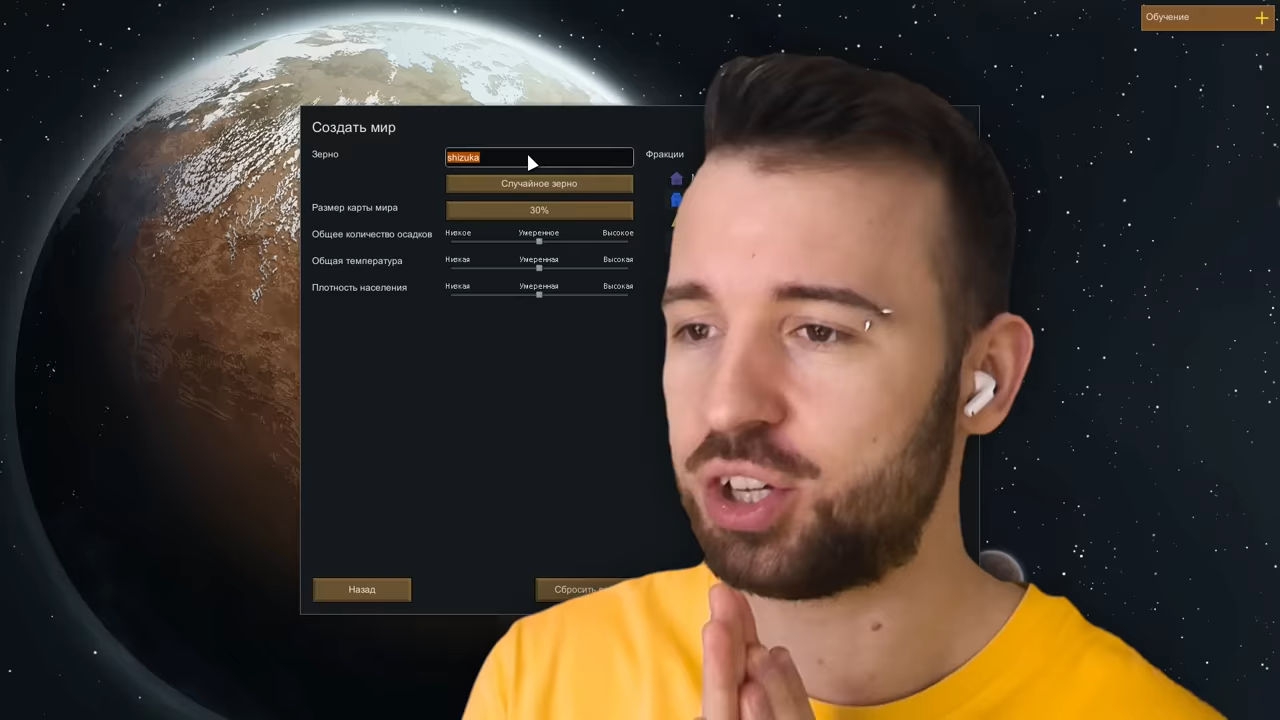 Обучение
Создать мир
Зерно
shizuka
Фракции
Случайное зерно
Размер карты мира
30%
Общее количество осадков
Низкое
Умеренное
Высокое
Общая температура
Низкая
Умеренная
Высокая
Плотность населения
Низкая
Умеренная
Высокая
Назад
Сбросить